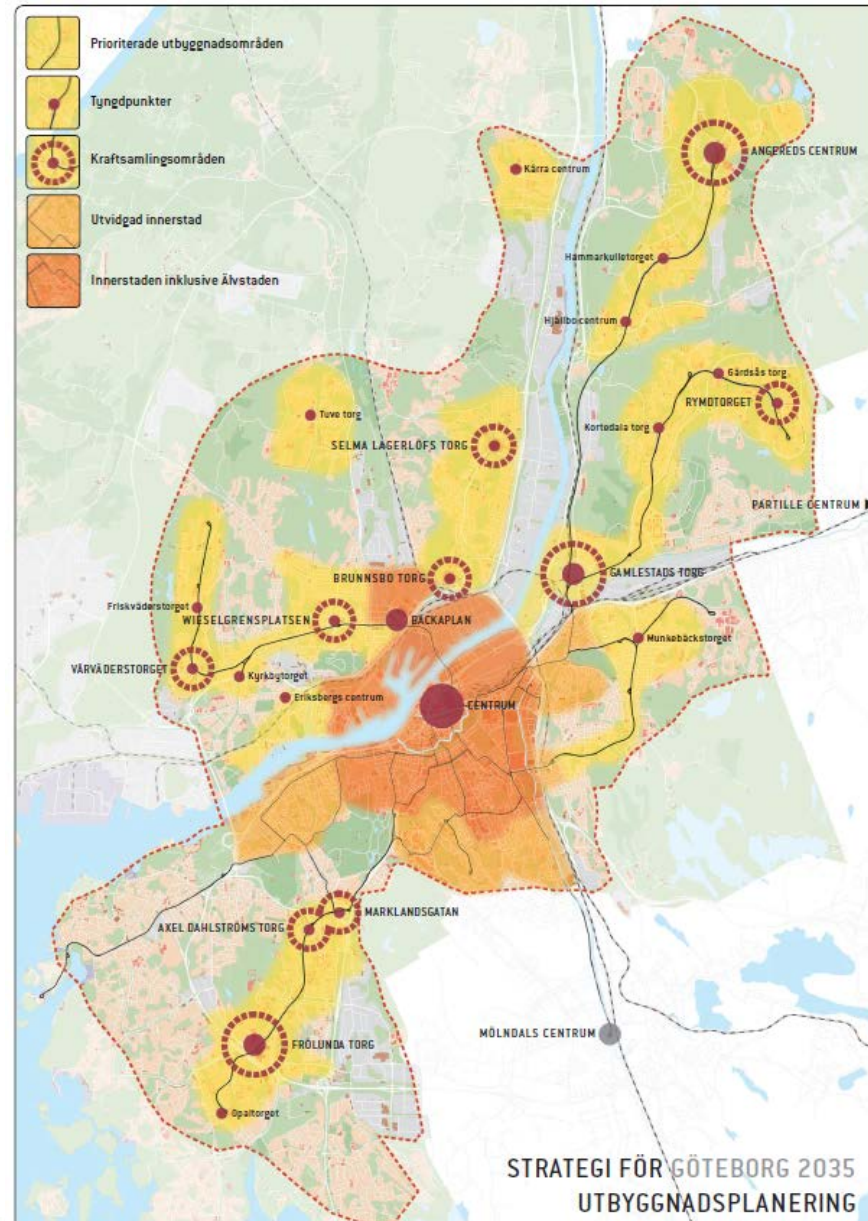 Prioriterade utbyggnadsområden
Tyngdpunkter
Kraftsamlingsområden
Utvidgad innerstad
Innerstaden inklusive Älvstaden
ANGEREDS CENTRUM
Kärra centrum
Hammarkulletorget
Hjällbo centrum
Gärdsås torg
RYMDTORGET
Tuve torg
Kortedala torg
SELMA LAGERLÖFS TORG
PARTILLE CENTRUM
BRUNNSBO TORG
GAMLESTADS TORG
Friskväderstorget
WIESELGRENSPLATSEN
BACKAPLAN
Munkebäckstorget
VÅRVÄDERSTORGET
Kyrkbytorget
Eriksbergs centrum
CENTRUM
MARKLANDSGATAN
AXEL DAHLSTRÖMS TORG
MÖLNDALS CENTRUM
FRÖLUNDA TORG
Opaltorget
STRATEGI FÖR GÖTEBORG 2035
UTBYGGNADSPLANERING